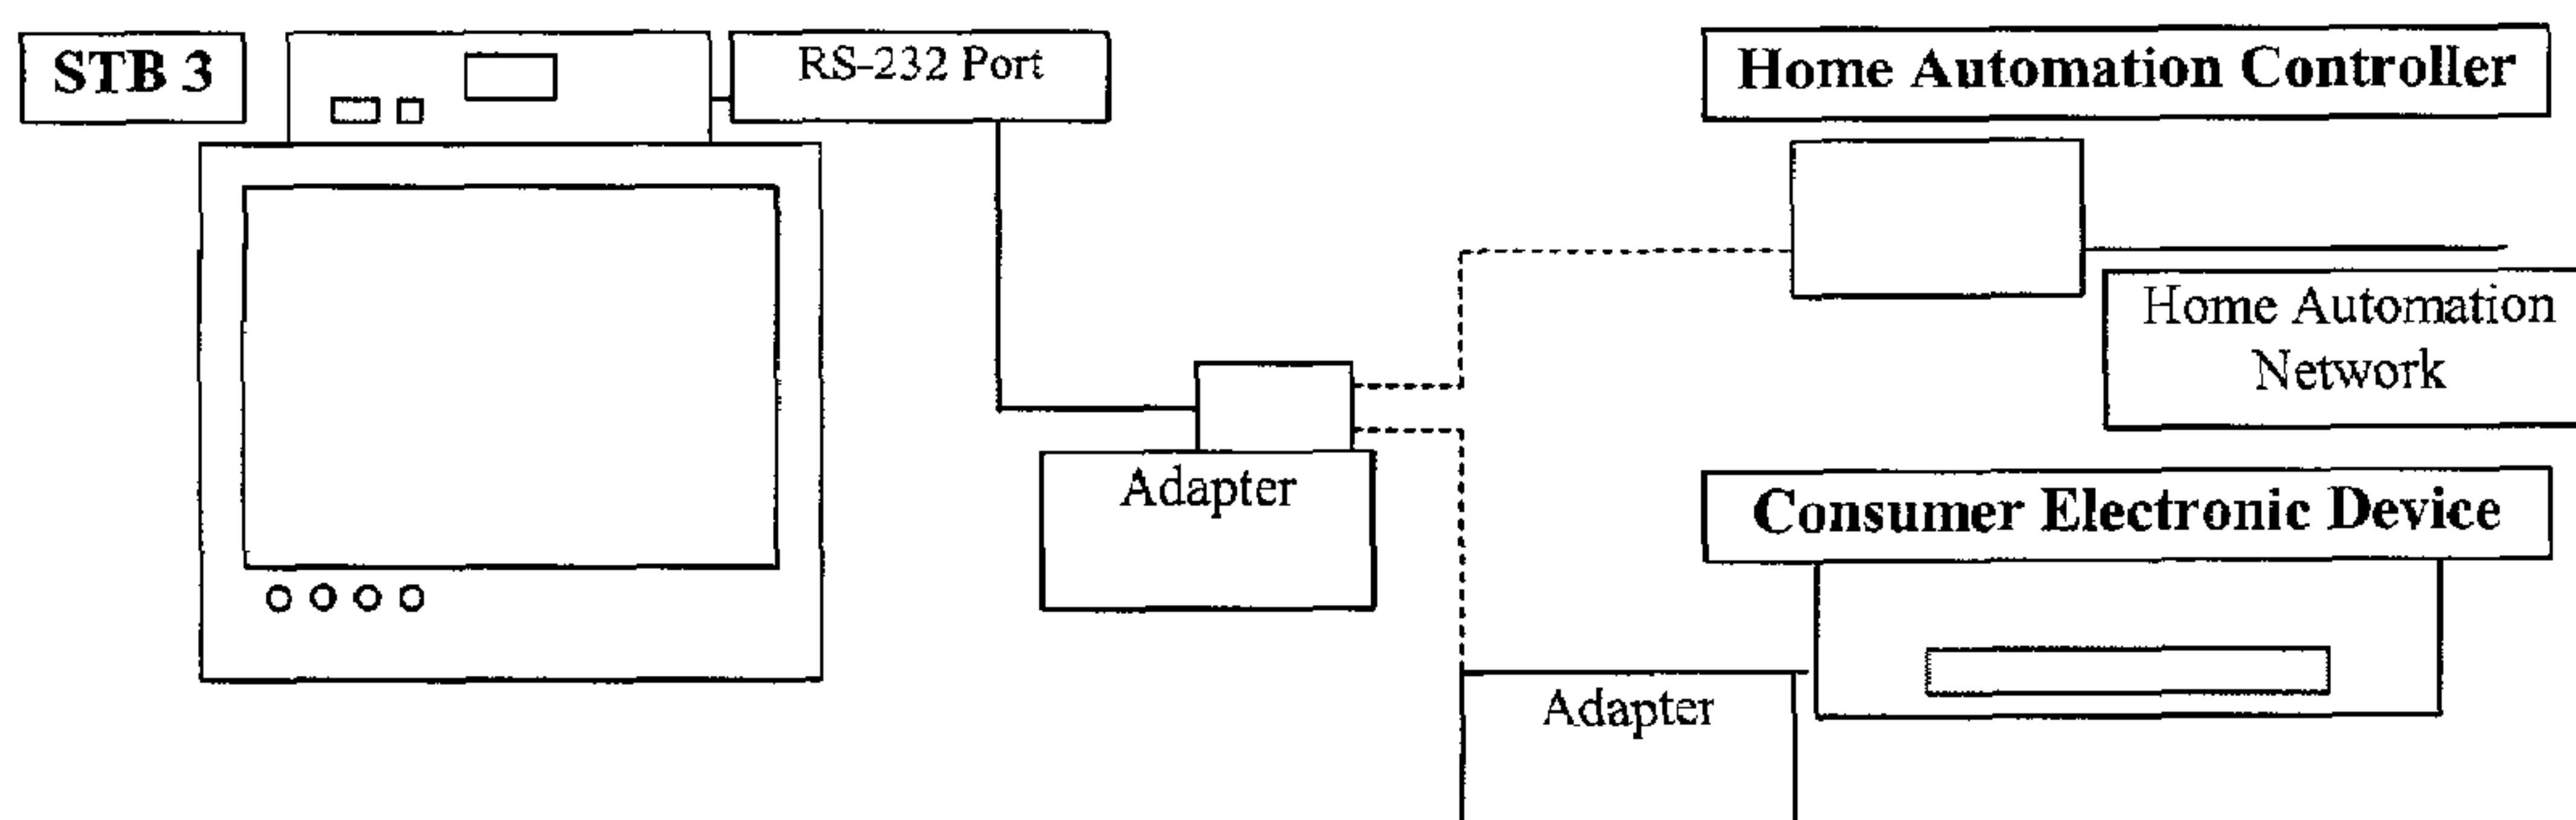 STB 3
RS-232 Port
Home Automation Controller
Home Automation
Network
Adapter
Consumer Electronic Device
Adapter